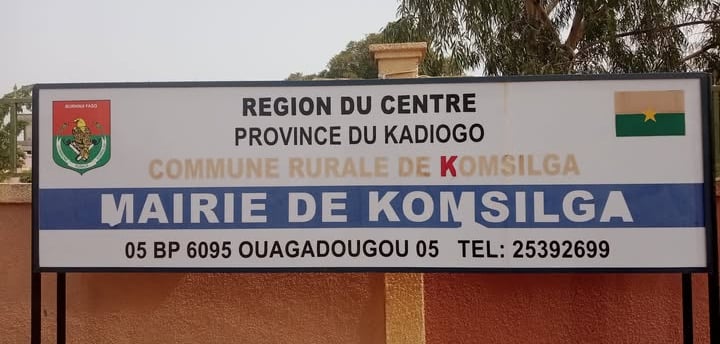 BURKINA FASO
REGION DU CENTRE
PROVINCE DU KADIOGO
COMMUNE RURALE DE KOMSILGA
MAIRIE DE KOMSILGA
05 BP 6095 OUAGADOUGOU 05 TEL: 25392699